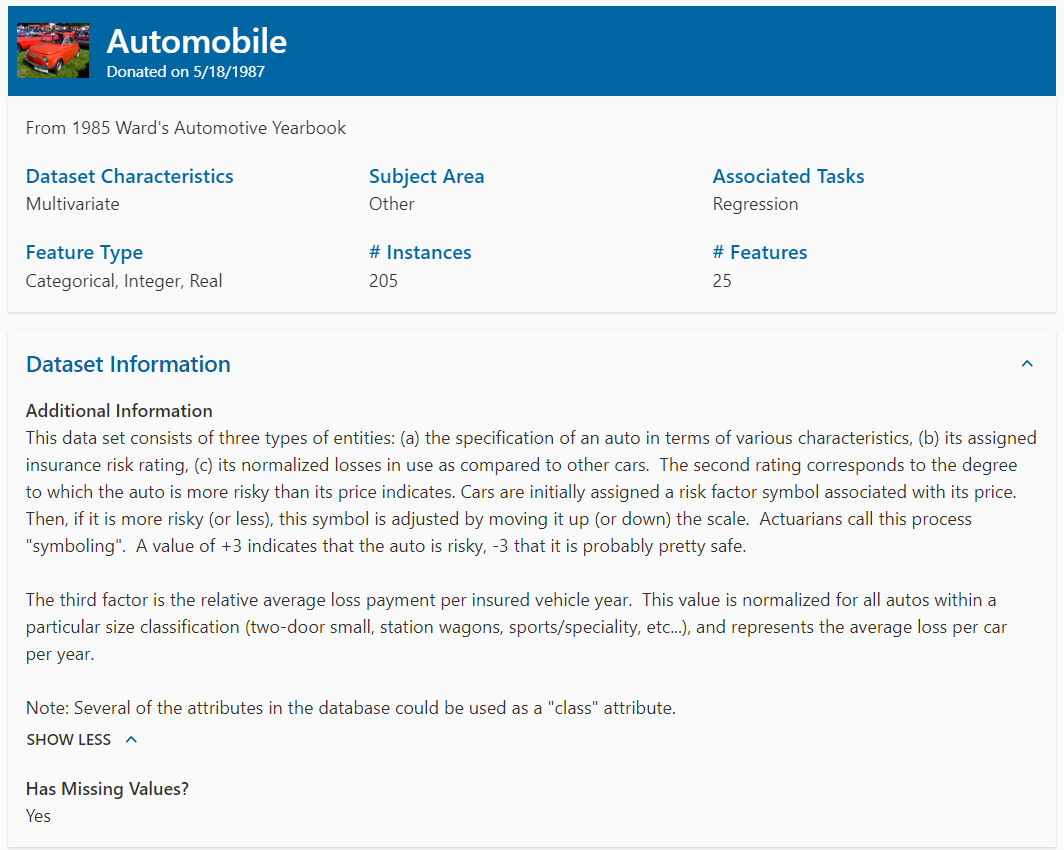 Automobile
Donated on 5/18/1987
From 1985 Ward's Automotive Yearbook
Dataset Characteristics
Multivariate
Subject Area
Other
Associated Tasks
Regression
Feature Type
Categorical, Integer, Real
# Instances
205
# Features
25
Dataset Information
Additional Information
This data set consists of three types of entities: (a) the specification of an auto in terms of various characteristics, (b) its assigned
insurance risk rating, (c) its normalized losses in use as compared to other cars.  The second rating corresponds to the degree
to which the auto is more risky than its price indicates. Cars are initially assigned a risk factor symbol associated with its price.
Then, if it is more risky (or less), this symbol is adjusted by moving it up (or down) the scale.  Actuarians call this process
"symboling".  A value of +3 indicates that the auto is risky, -3 that it is probably pretty safe.
The third factor is the relative average loss payment per insured vehicle year.  This value is normalized for all autos within a
particular size classification (two-door small, station wagons, sports/speciality, etc...), and represents the average loss per car
per year.
Note: Several of the attributes in the database could be used as a "class" attribute.
SHOW LESS
Has Missing Values?
Yes